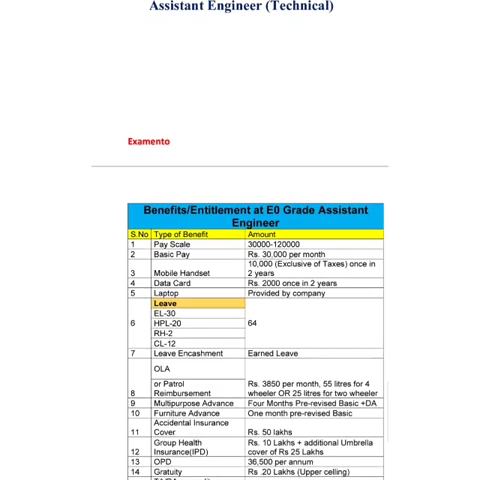 Assistant Engineer (Technical)
Examento
Benefits/Entitlement at E0 Grade Assistant
Engineer
S.No Type of Benefit Amount
1 Pay Scale 30000-120000
2 Basic Pay Rs. 30,000 per month
10,000 (Exclusive of Taxes) once in
3 Mobile Handset 2 years
4 Data Card Rs. 2000 once in 2 years
5 Laptop Provided by company
Leave
EL-30
6 HPL-20 64
RH-2
CL-12
7 Leave Encashment Earned Leave
OLA
or Patrol Rs. 3850 per month, 55 litres for 4
8 Reimbursement wheeler OR 25 litres for two wheeler
9 Multipurpose Advance Four Months Pre-revised Basic +DA
10 Furniture Advance One month pre-revised Basic
Accidental Insurance
11 Cover Rs. 50 lakhs
Group Health Rs. 10 Lakhs + additional Umbrella
12 Insurance(IPD) cover of Rs 25 Lakhs
13 OPD 36,500 per annum
14 Gratuity Rs .20 Lakhs (Upper celling)